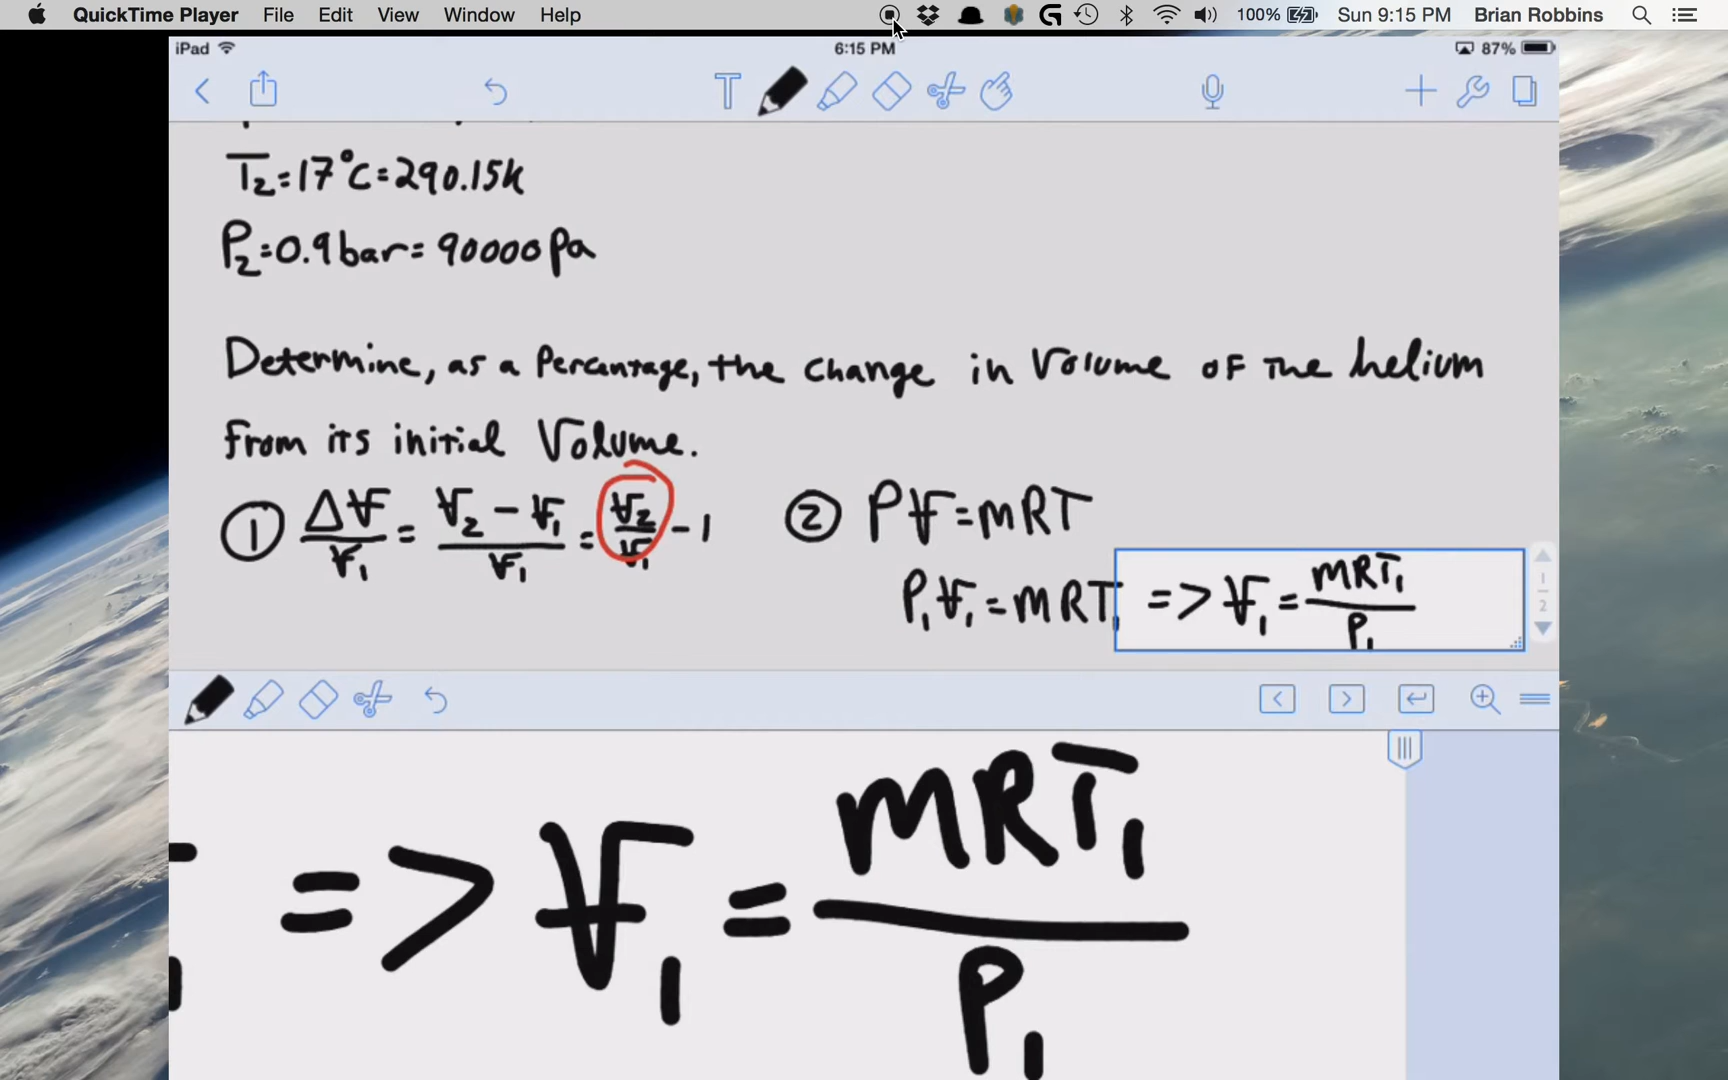 QuickTime Player File Edit View Window Help 100% Sun 9:15 PM Brian Robbins
iPad 6:15 PM 87%
T
T₂=17°C=290.15k
P₂=0.9bar=90000pa
Determine, as a Percentage, the change in Volume of the helium
from its initial Volume.
① ΔV/V₁ = V₂-V₁/V₁ = V₂/V₁ -1 ② PV=mRT
P₁V₁=mRT₁ => V₁= MRT₁/P₁
1/2
=> V₁= MRT₁/P₁